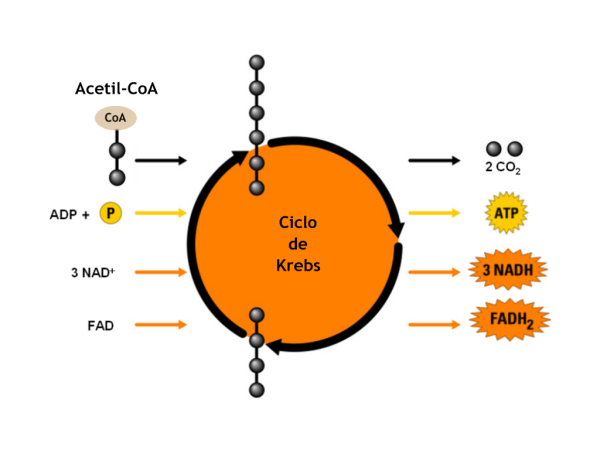 Acetil-CoA
CoA
ADP + P
3 NAD⁺
FAD
Ciclo
de
Krebs
2 CO₂
ATP
3 NADH
FADH₂